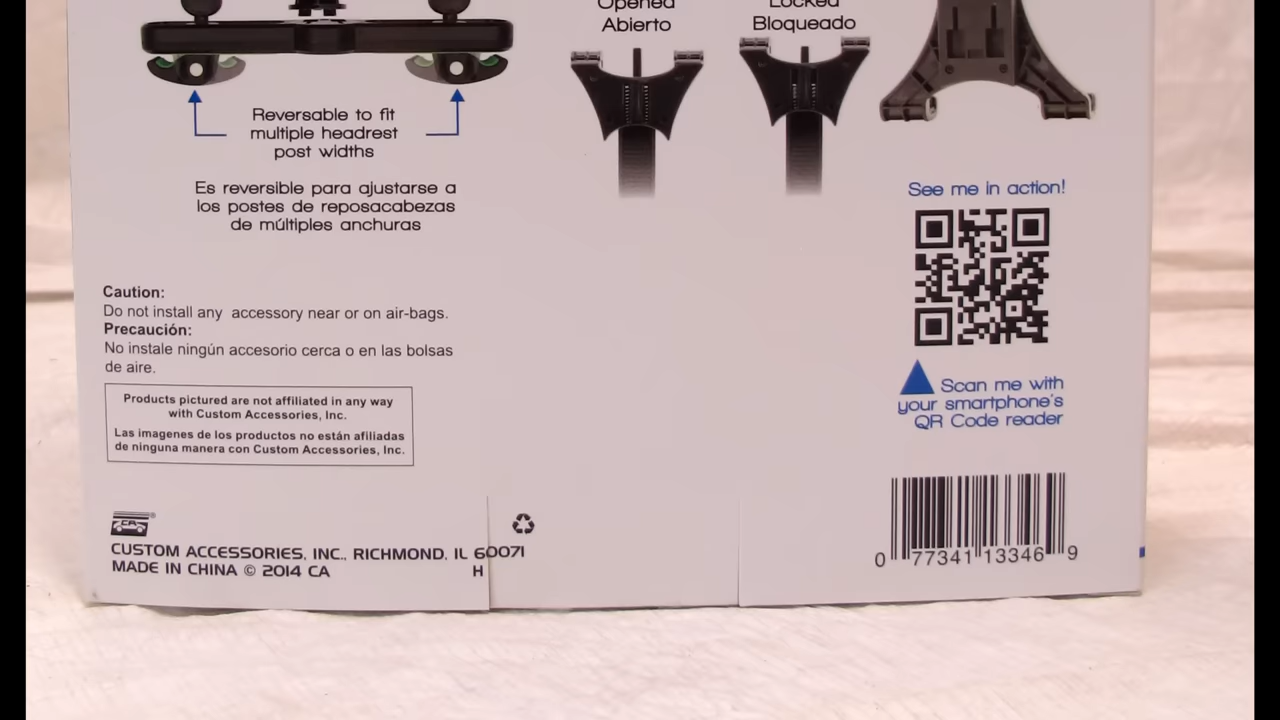 Opened
Abierto
Locked
Bloqueado
Reversable to fit
multiple headrest
post widths
Es reversible para ajustarse a
los postes de reposacabezas
de múltiples anchuras
See me in action!
Scan me with
your smartphone's
QR Code reader
Caution:
Do not install any  accessory near or on air-bags.
Precaución:
No instale ningún accesorio cerca o en las bolsas
de aire.
Products pictured are not affiliated in any way
with Custom Accessories, Inc.
Las imagenes de los productos no están afiliadas
de ninguna manera con Custom Accessories, Inc.
CA ®
CUSTOM ACCESSORIES, INC., RICHMOND, IL 60071
MADE IN CHINA © 2014 CA H
0 77341 13346 9